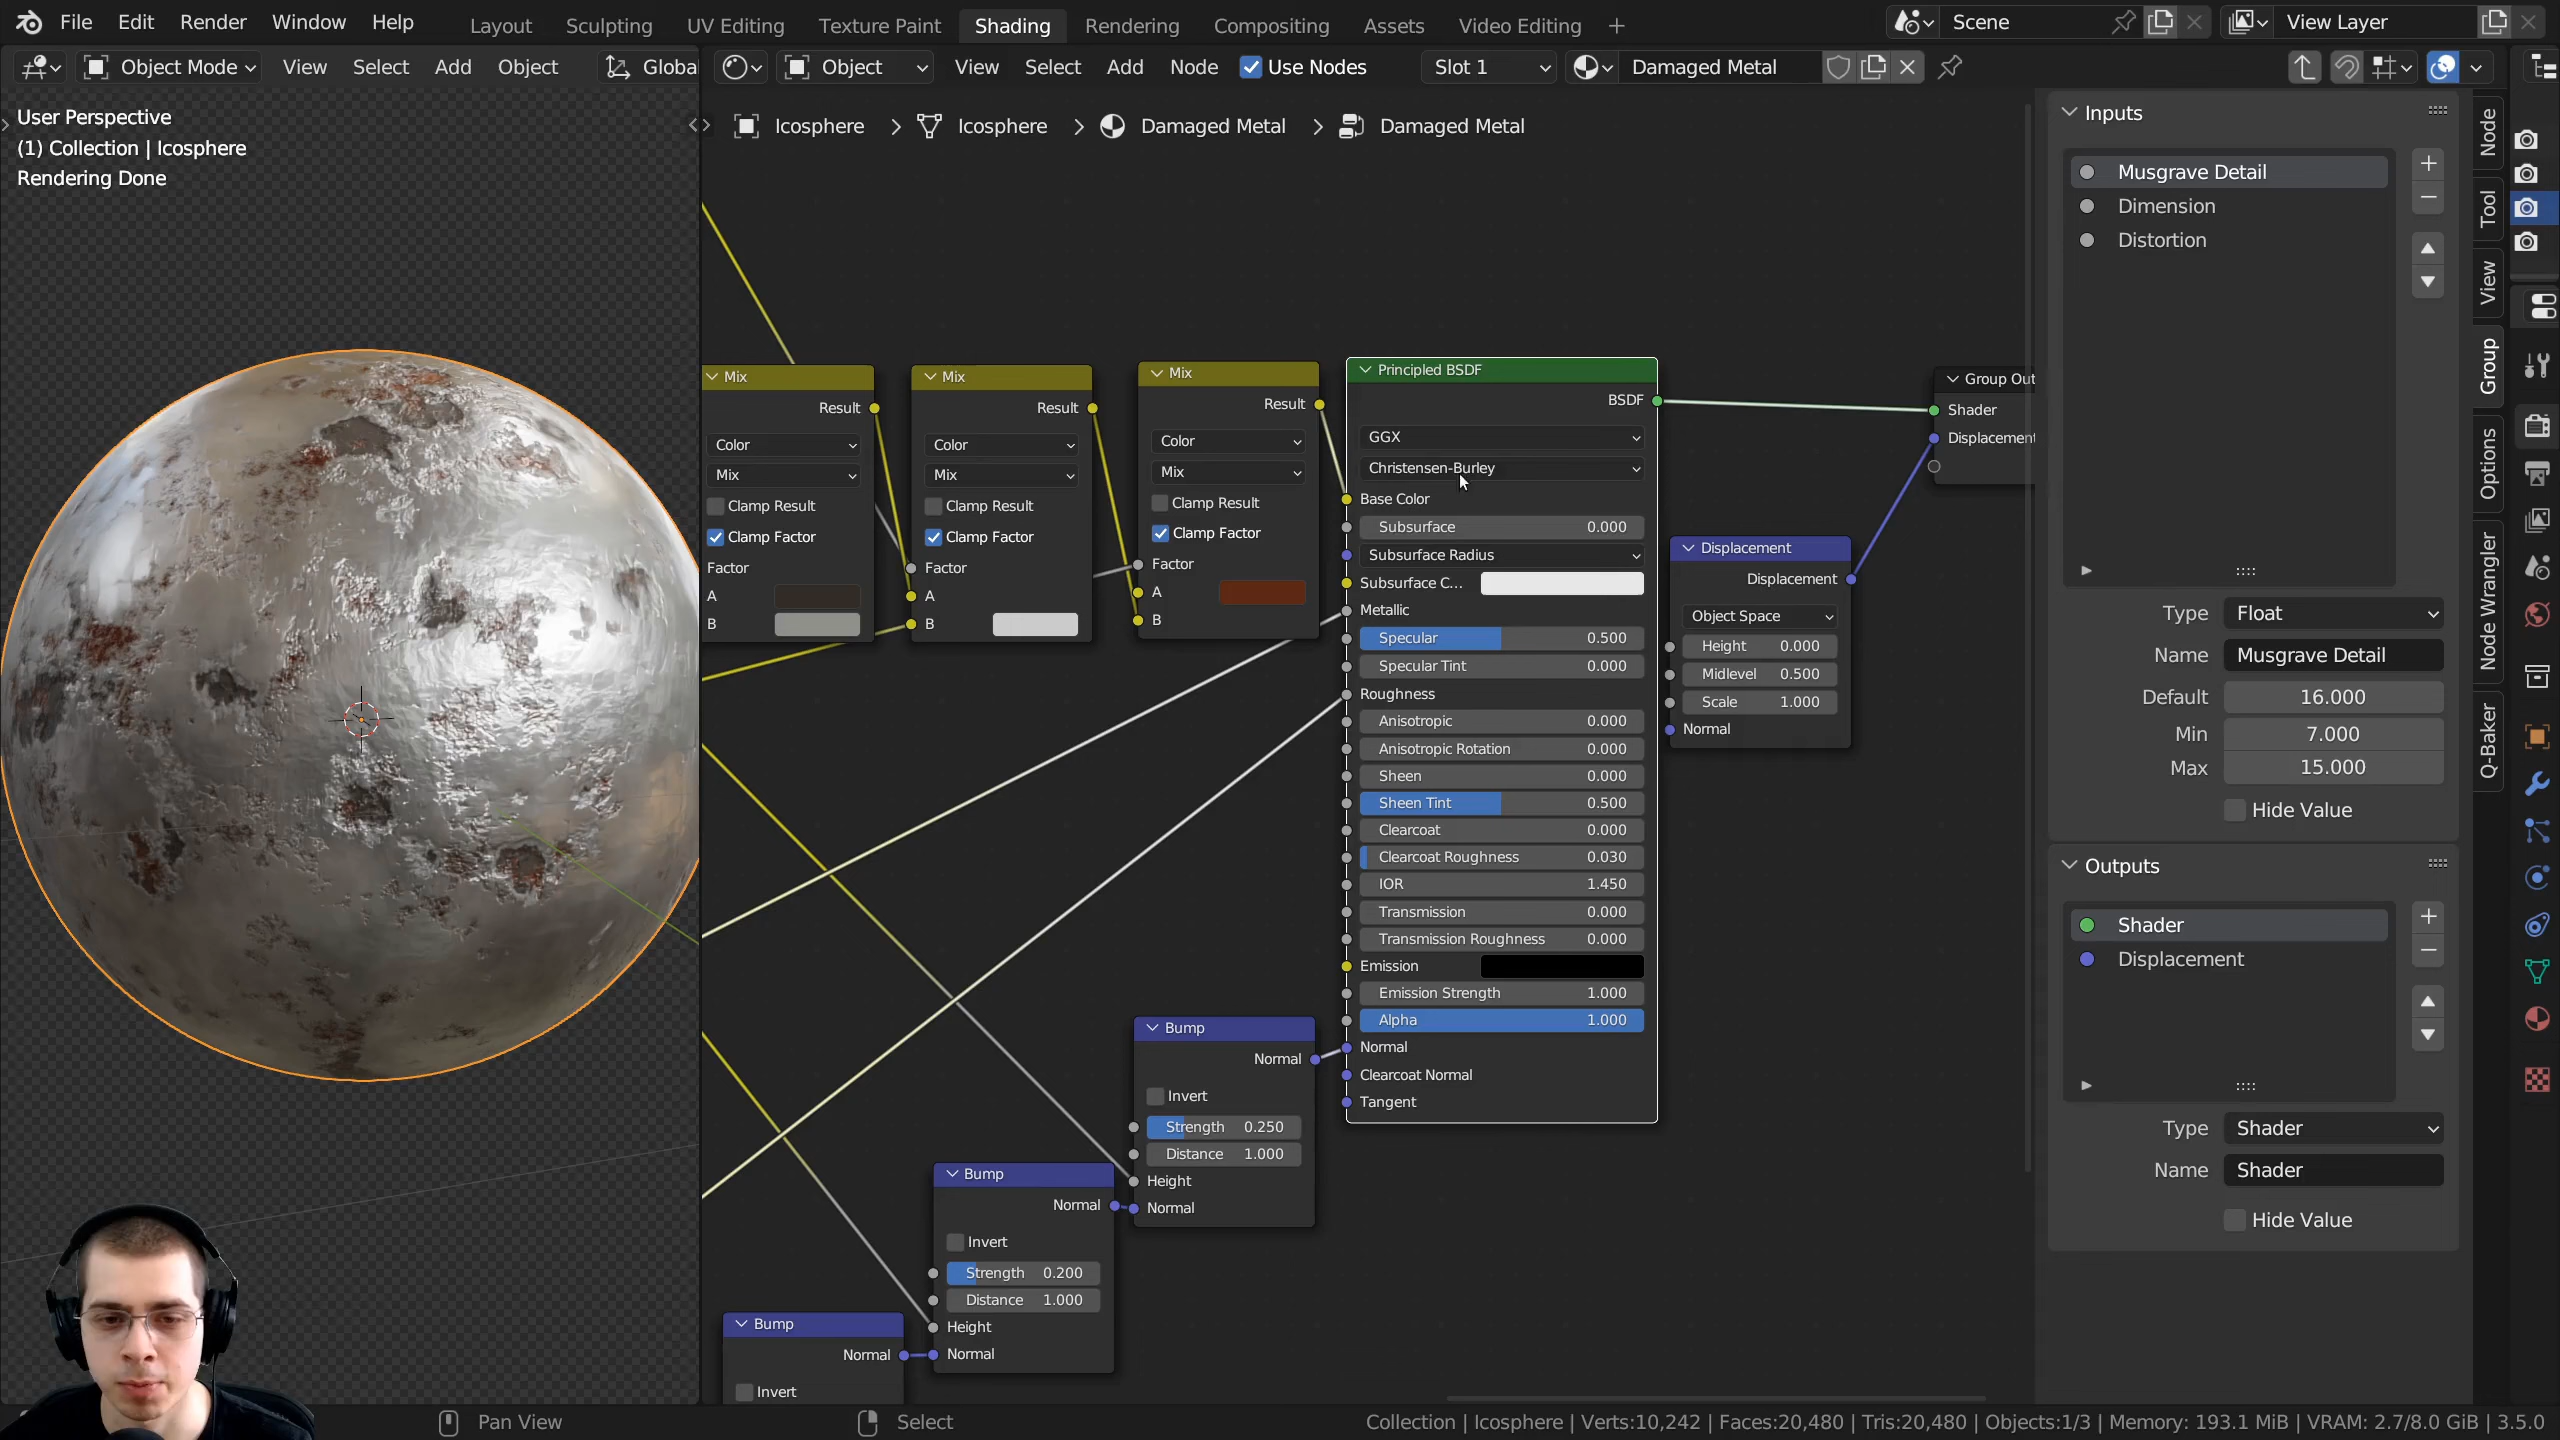 File Edit Render Window Help
Layout Sculpting UV Editing Texture Paint Shading Rendering Compositing Assets Video Editing +
Scene
View Layer
Object Mode View Select Add Object Globa
Object View Select Add Node Use Nodes Slot 1 Damaged Metal
User Perspective
(1) Collection | Icosphere
Rendering Done
Icosphere > Icosphere > Damaged Metal > Damaged Metal
Mix
Result
Color
Mix
Clamp Result
Clamp Factor
Factor
A
B
Mix
Result
Color
Mix
Clamp Result
Clamp Factor
Factor
A
B
Mix
Result
Color
Mix
Clamp Result
Clamp Factor
Factor
A
B
Principled BSDF
BSDF
GGX
Christensen-Burley
Base Color
Subsurface 0.000
Subsurface Radius
Subsurface C...
Metallic
Specular 0.500
Specular Tint 0.000
Roughness
Anisotropic 0.000
Anisotropic Rotation 0.000
Sheen 0.000
Sheen Tint 0.500
Clearcoat 0.000
Clearcoat Roughness 0.030
IOR 1.450
Transmission 0.000
Transmission Roughness 0.000
Emission
Emission Strength 1.000
Alpha 1.000
Normal
Clearcoat Normal
Tangent
Displacement
Displacement
Object Space
Height 0.000
Midlevel 0.500
Scale 1.000
Normal
Group Out
Shader
Displacement
Bump
Normal
Invert
Strength 0.250
Distance 1.000
Height
Normal
Bump
Normal
Invert
Strength 0.200
Distance 1.000
Height
Normal
Bump
Normal
Invert
Inputs
Musgrave Detail
Dimension
Distortion
Type Float
Name Musgrave Detail
Default 16.000
Min 7.000
Max 15.000
Hide Value
Outputs
Shader
Displacement
Type Shader
Name Shader
Hide Value
Node
Tool
View
Group
Options
Node Wrangler
Q-Baker
Pan View
Select
Collection | Icosphere | Verts:10,242 | Faces:20,480 | Tris:20,480 | Objects:1/3 | Memory: 193.1 MiB | VRAM: 2.7/8.0 GiB | 3.5.0